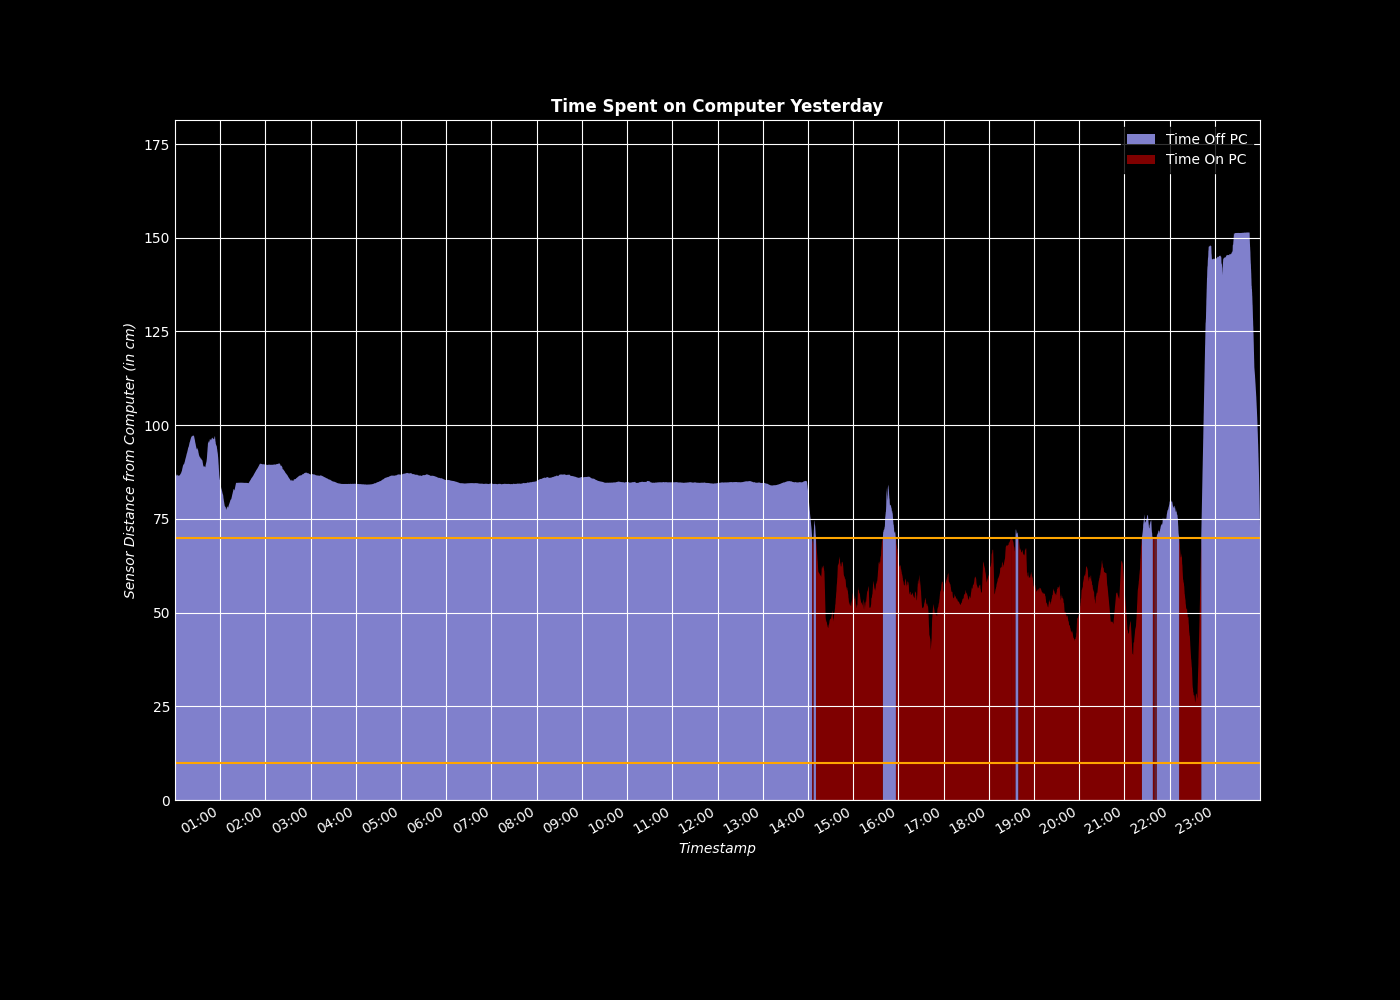 Time Spent on Computer Yesterday
Time Off PC
Time On PC
175
150
125
100
75
50
25
0
Sensor Distance from Computer (in cm)
01:00 02:00 03:00 04:00 05:00 06:00 07:00 08:00 09:00 10:00 11:00 12:00 13:00 14:00 15:00 16:00 17:00 18:00 19:00 20:00 21:00 22:00 23:00
Timestamp